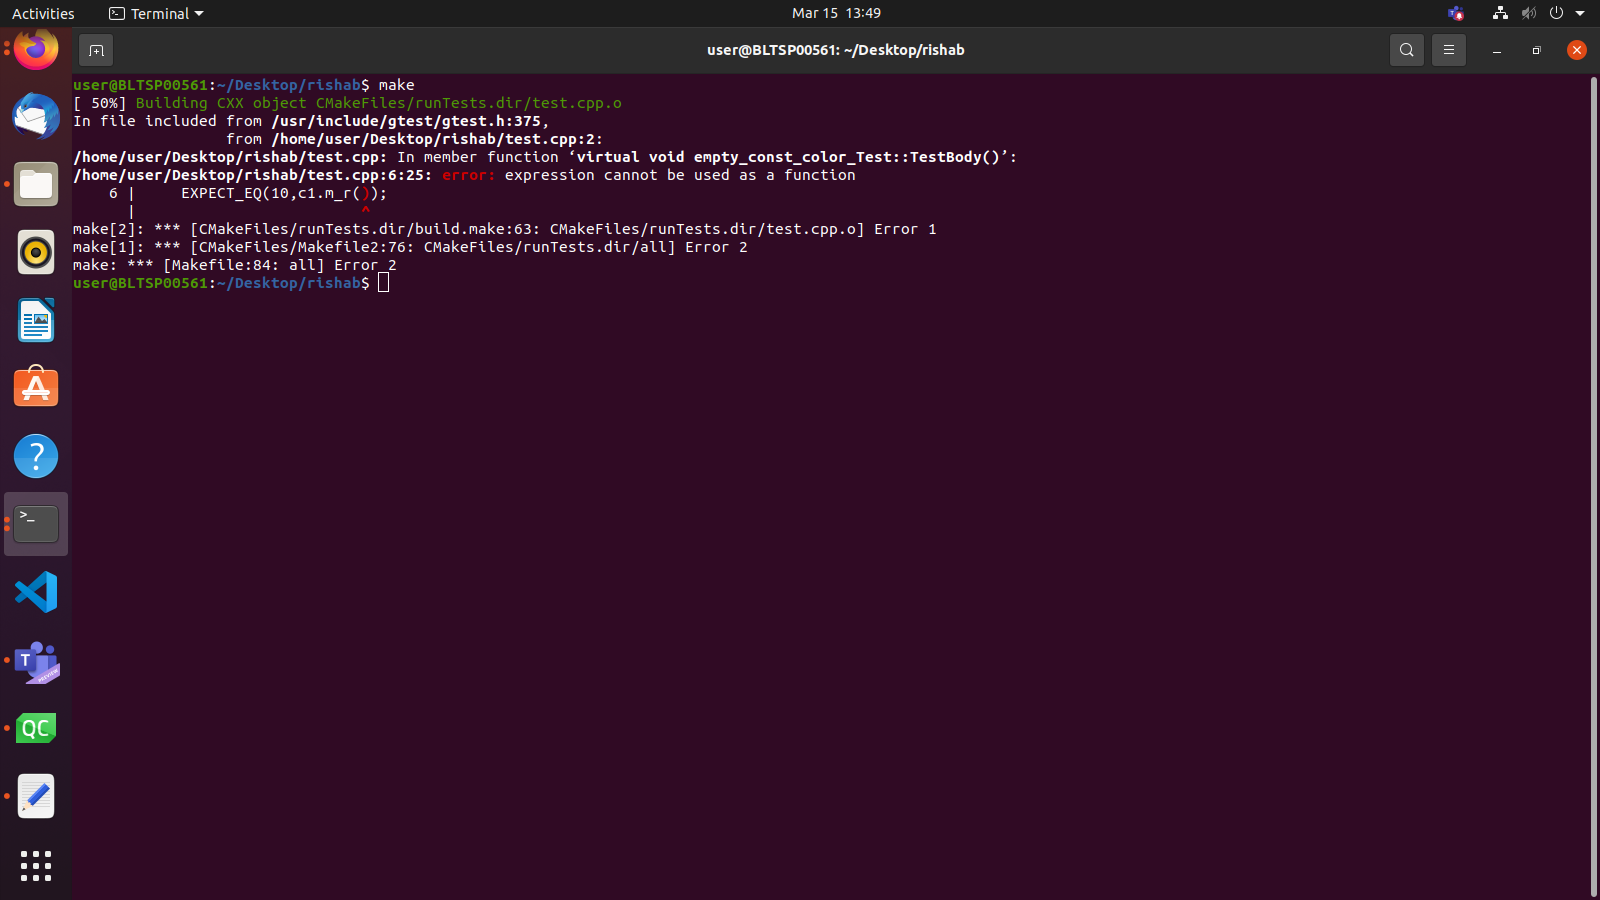 Activities
Terminal
Mar 15 13:49
user@BLTSP00561: ~/Desktop/rishab
user@BLTSP00561:~/Desktop/rishab$ make
[ 50%] Building CXX object CMakeFiles/runTests.dir/test.cpp.o
In file included from /usr/include/gtest/gtest.h:375,
                 from /home/user/Desktop/rishab/test.cpp:2:
/home/user/Desktop/rishab/test.cpp: In member function ‘virtual void empty_const_color_Test::TestBody()’:
/home/user/Desktop/rishab/test.cpp:6:25: error: expression cannot be used as a function
    6 |     EXPECT_EQ(10,c1.m_r());
      |                         ^
make[2]: *** [CMakeFiles/runTests.dir/build.make:63: CMakeFiles/runTests.dir/test.cpp.o] Error 1
make[1]: *** [CMakeFiles/Makefile2:76: CMakeFiles/runTests.dir/all] Error 2
make: *** [Makefile:84: all] Error 2
user@BLTSP00561:~/Desktop/rishab$
?
>_
T
PREVIEW
QC